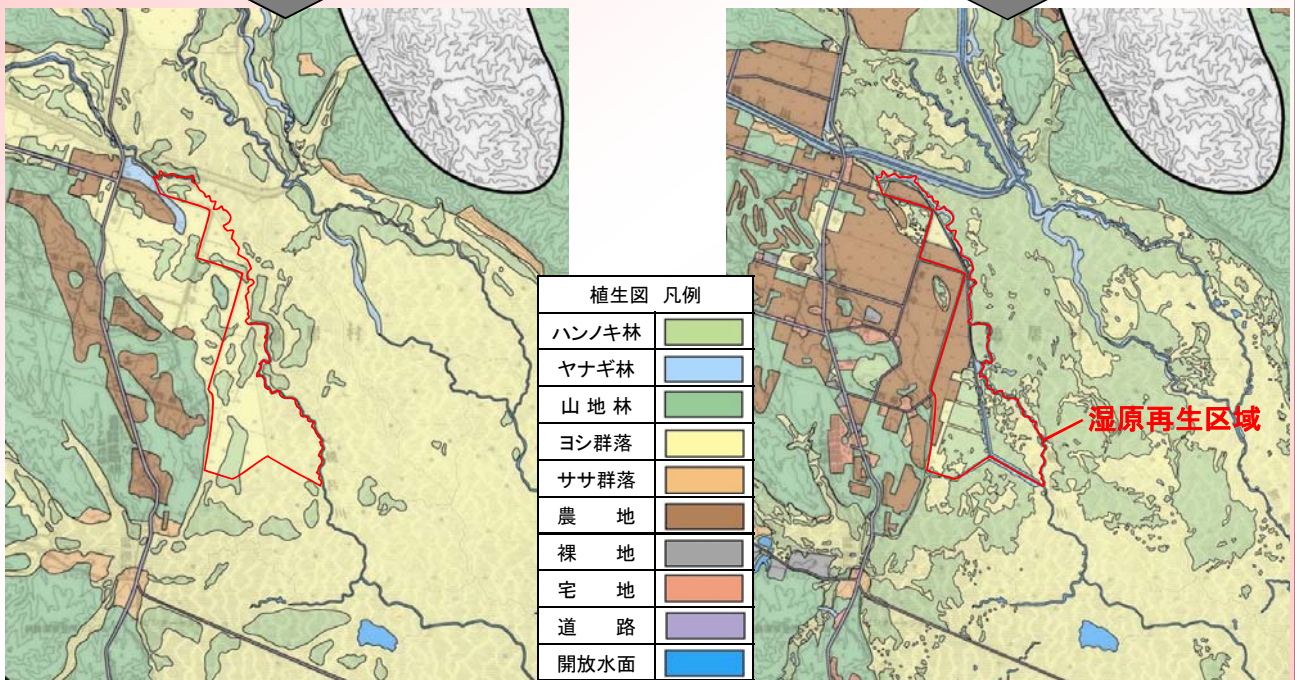 植生図 凡例
ハンノキ林
ヤナギ林
山 地 林
ヨシ群落
ササ群落
農 地
裸 地
宅 地
道 路
開放水面
湿原再生区域